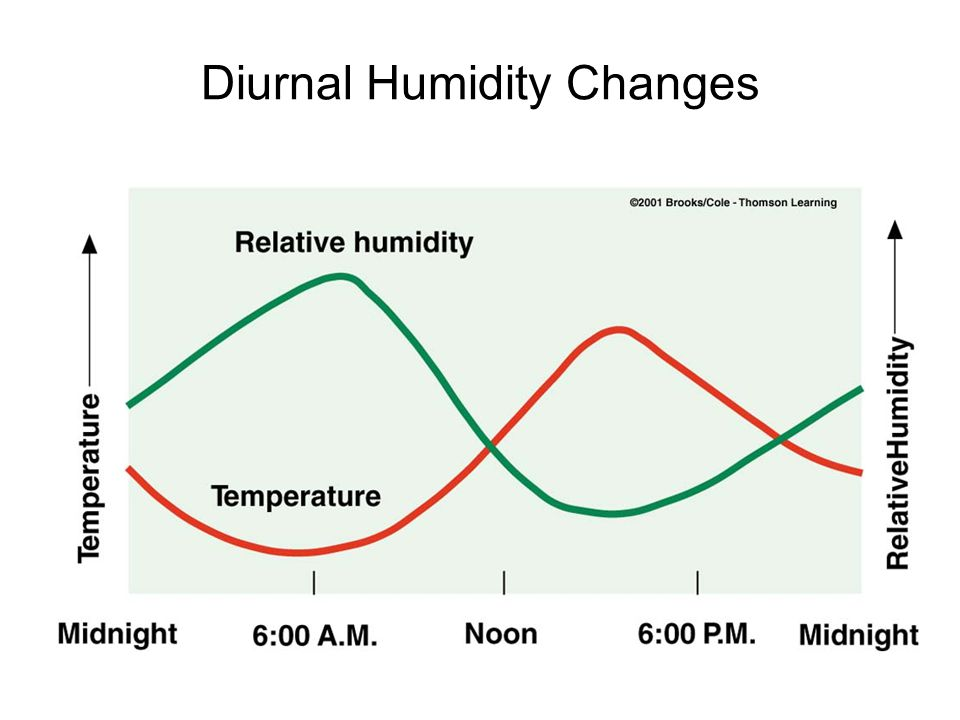 Diurnal Humidity Changes
©2001 Brooks/Cole - Thomson Learning
Relative humidity
Temperature
Temperature
RelativeHumidity
Midnight
6:00 A.M.
Noon
6:00 P.M.
Midnight